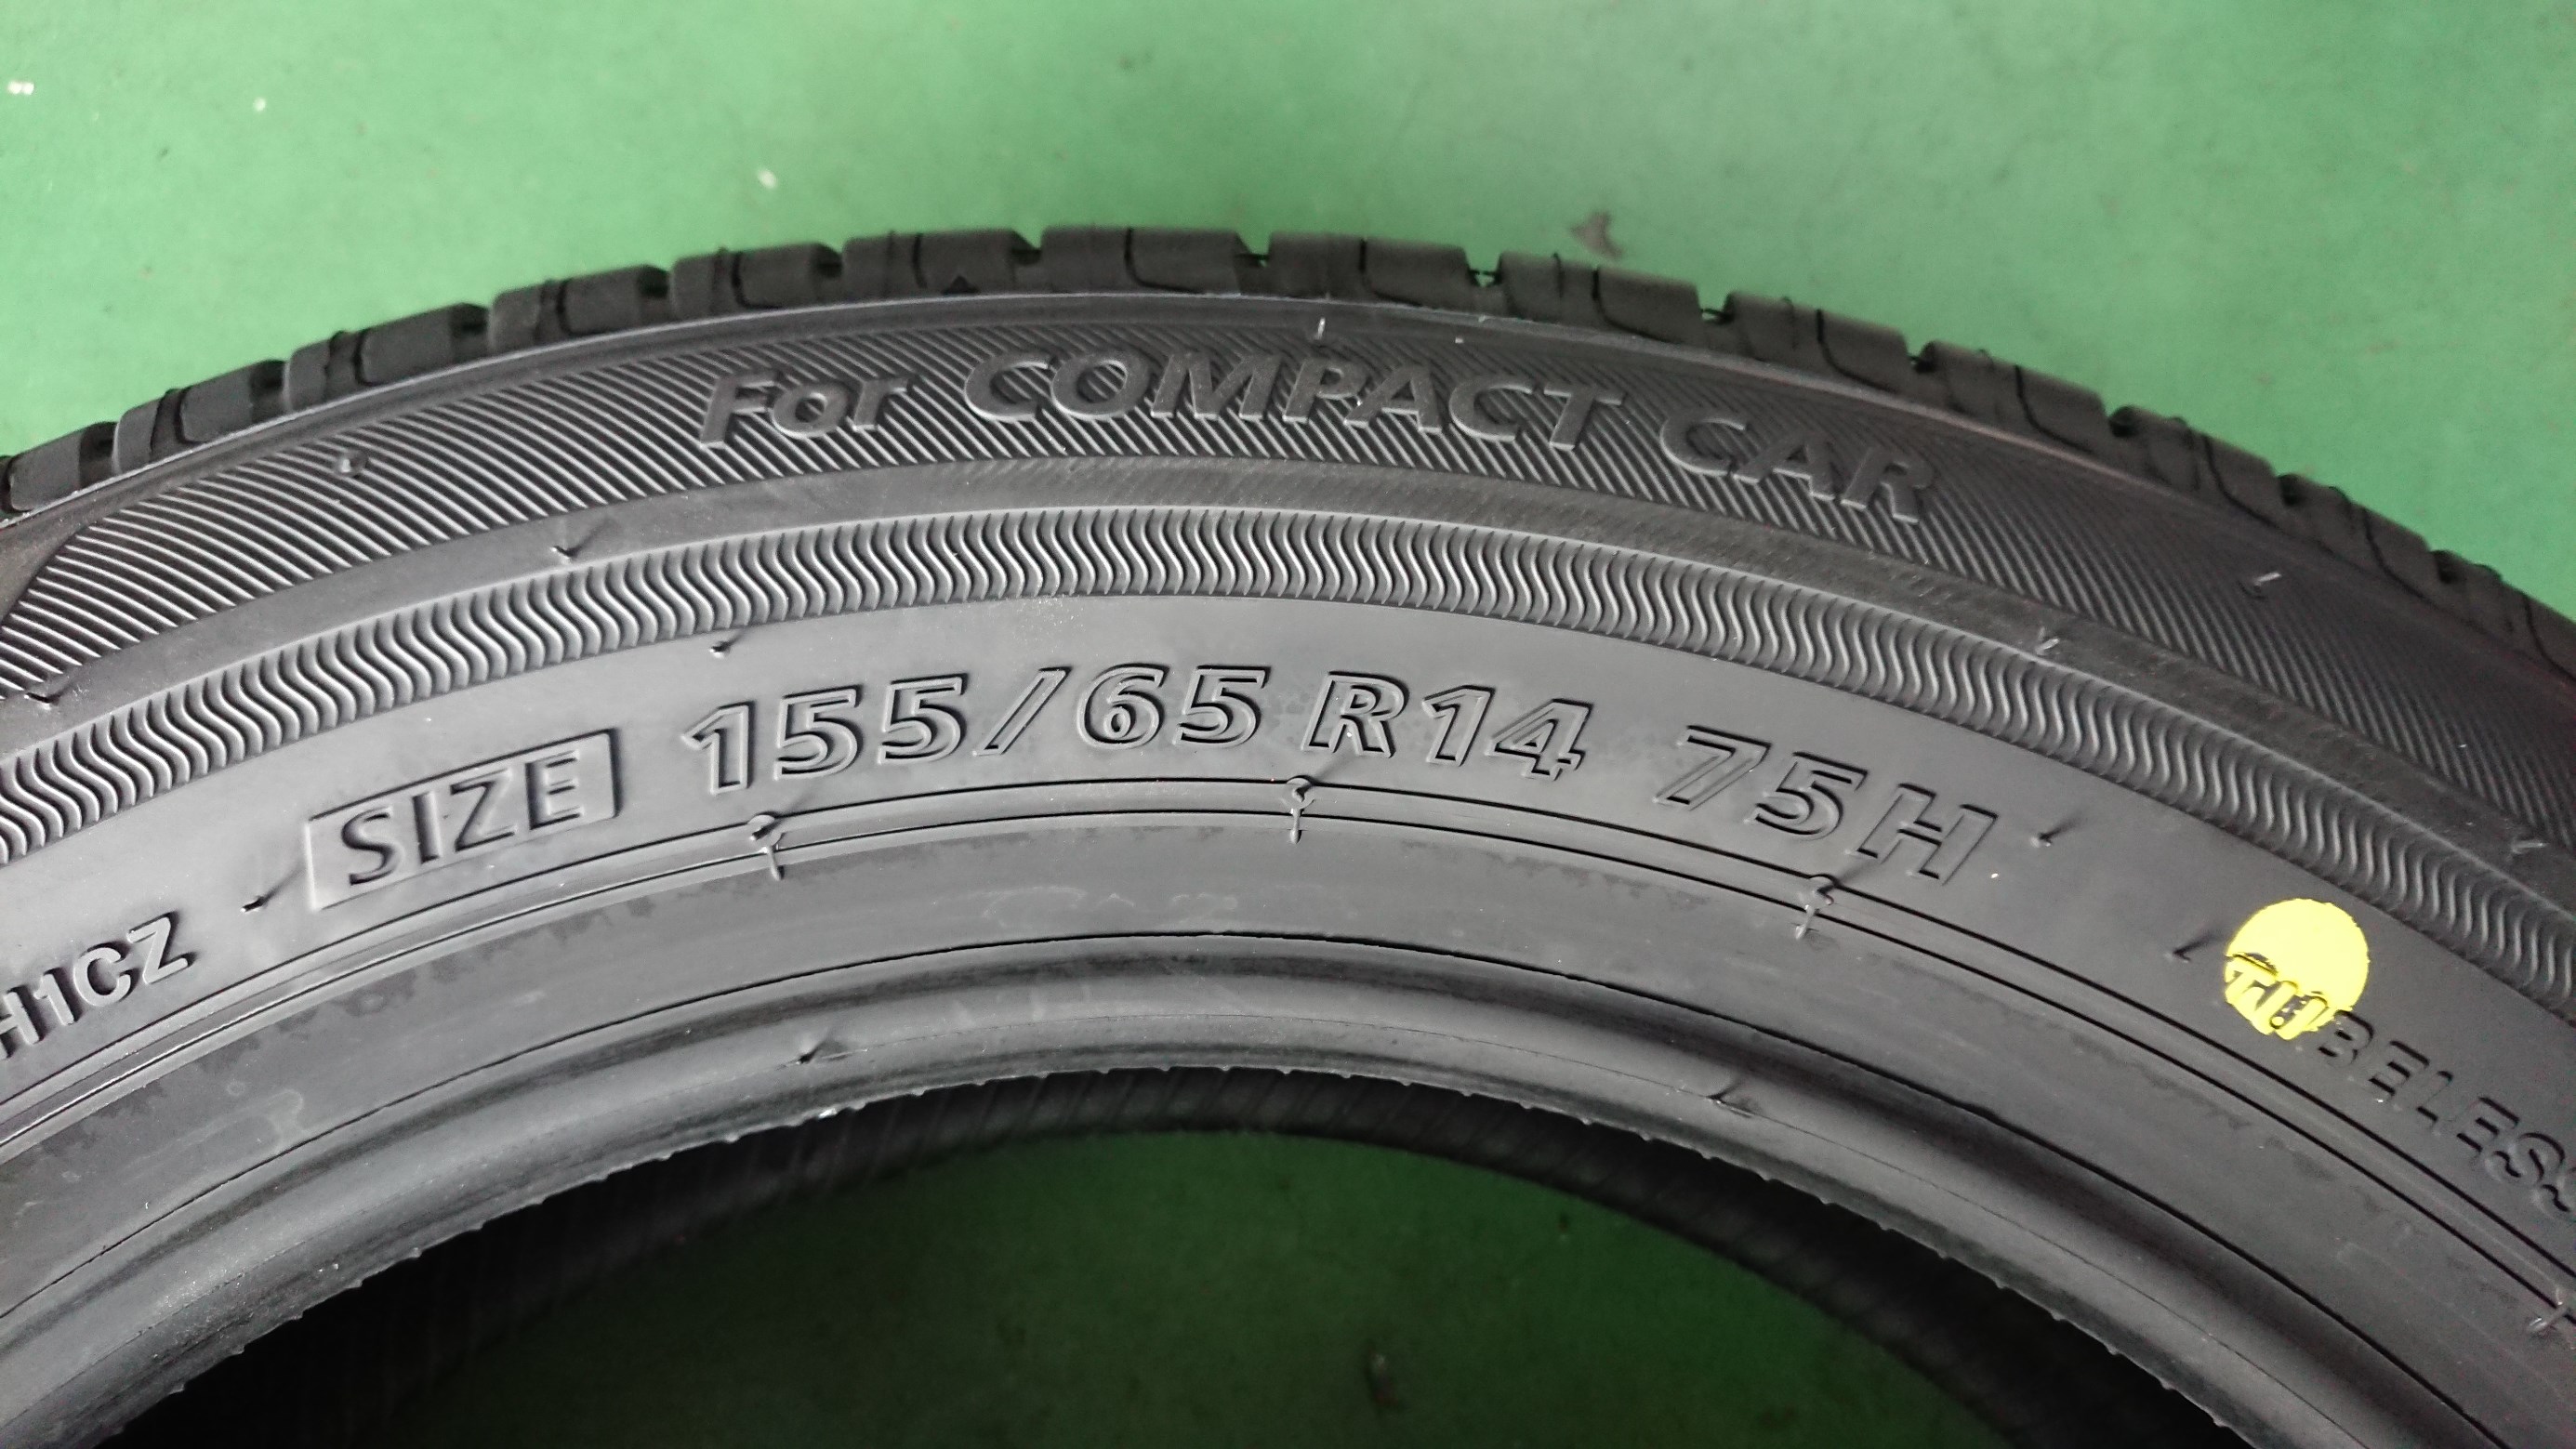 For COMPACT CAR
H1CZ
SIZE 155/65 R14 75H
TUBELESS